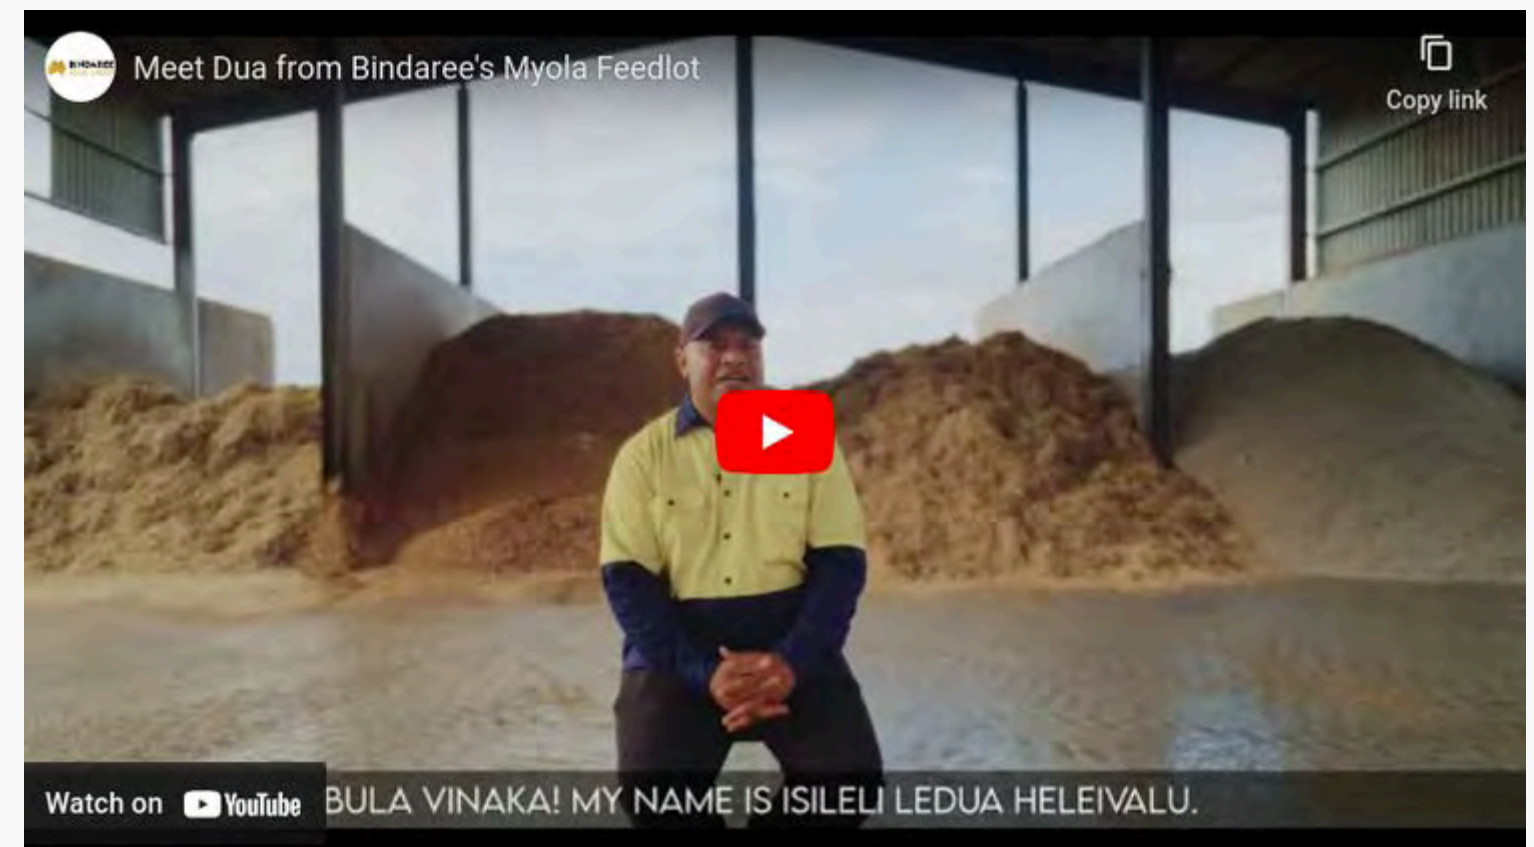 BINDAREE
Meet Dua from Bindaree's Myola Feedlot
Copy link
Watch on YouTube
BULA VINAKA! MY NAME IS ISILELI LEDUA HELEIVALU.